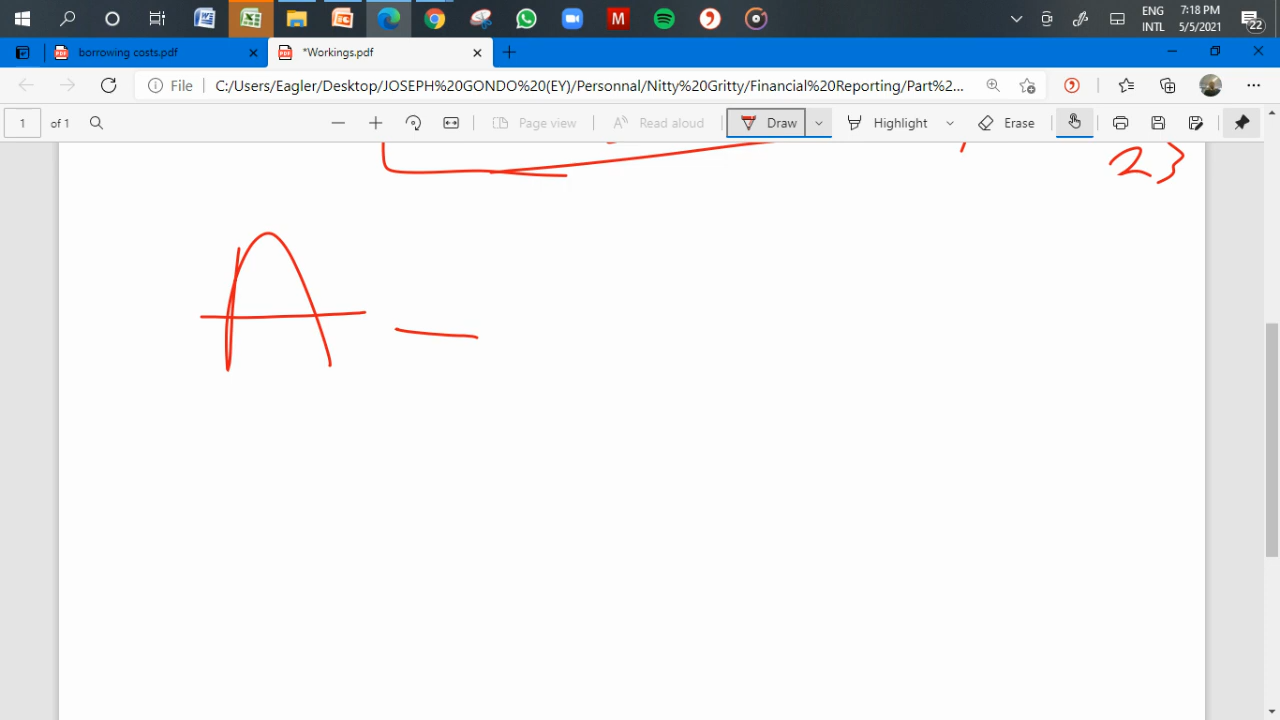 ENG 7:18 PM
INTL 5/5/2021 22
borrowing costs.pdf *Workings.pdf
File C:/Users/Eagler/Desktop/JOSEPH%20GONDO%20(EY)/Personnal/Nitty%20Gritty/Financial%20Reporting/Part%2...
1 of 1 Page view Read aloud Draw Highlight Erase
23
A –